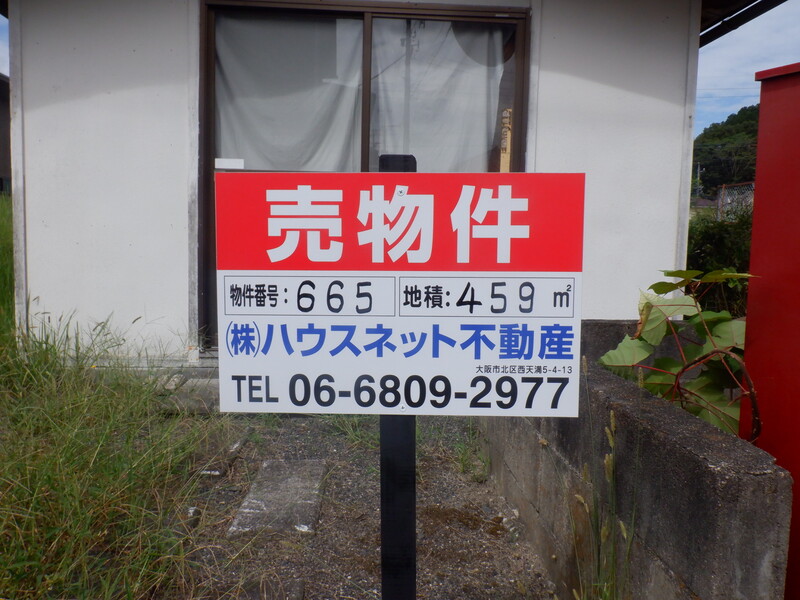 売物件
物件番号:665 地積:459㎡
(株)ハウスネット不動産
大阪市北区西天満5-4-13
TEL 06-6809-2977